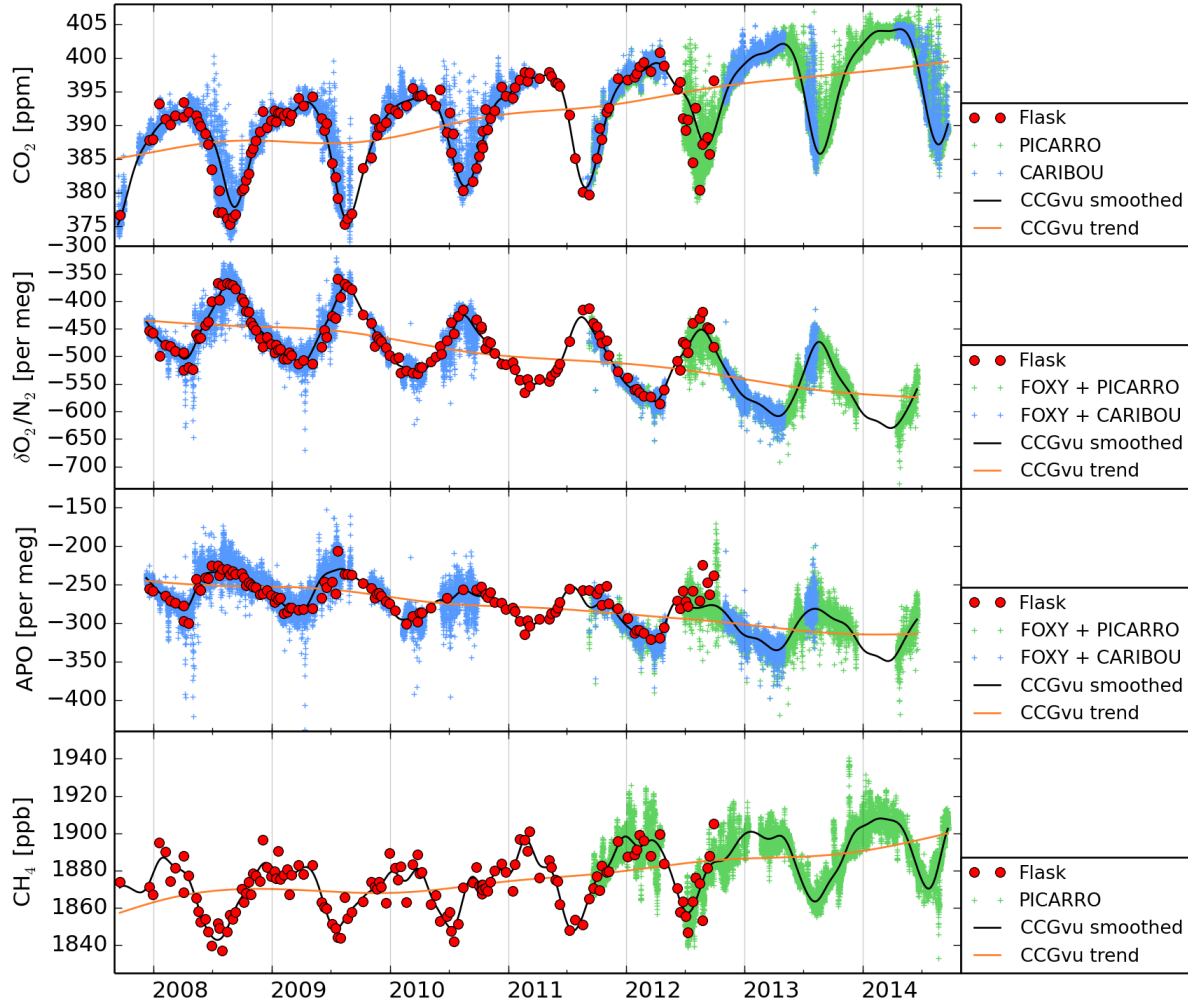 405
400
395
390
385
380
375
−300
CO2 [ppm]
Flask
PICARRO
CARIBOU
CCGvu smoothed
CCGvu trend
−350
−400
−450
−500
−550
−600
−650
−700
δO2/N2 [per meg]
Flask
FOXY + PICARRO
FOXY + CARIBOU
CCGvu smoothed
CCGvu trend
−150
−200
−250
−300
−350
−400
APO [per meg]
Flask
FOXY + PICARRO
FOXY + CARIBOU
CCGvu smoothed
CCGvu trend
1940
1920
1900
1880
1860
1840
CH4 [ppb]
Flask
PICARRO
CCGvu smoothed
CCGvu trend
2008 2009 2010 2011 2012 2013 2014